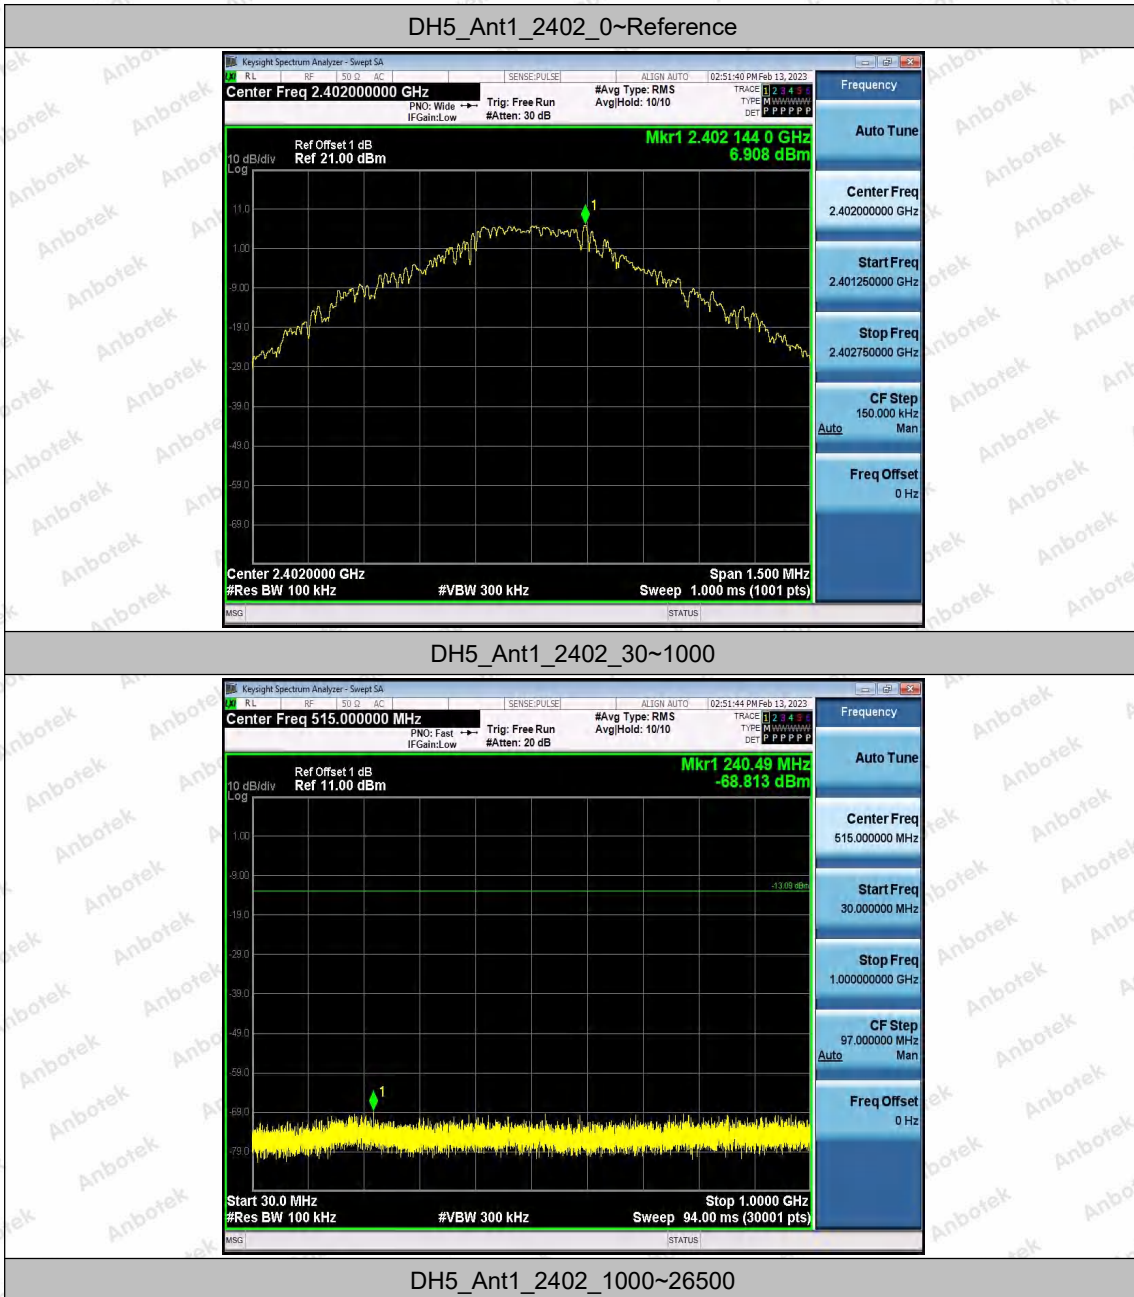 DH5_Ant1_2402_0~Reference
Keysight Spectrum Analyzer - Swept SA
RL RF 50 Ω AC SENSE:PULSE ALIGN AUTO 02:51:40 PM Feb 13, 2023
Center Freq 2.402000000 GHz
PNO: Wide
IFGain:Low
Trig: Free Run
#Atten: 30 dB
#Avg Type: RMS
Avg|Hold: 10/10
TRACE 1 2 3 4 5 6
TYPE M WWWWW
DET P P P P P P
Ref Offset 1 dB
10 dB/div Ref 21.00 dBm
Log
Mkr1 2.402 144 0 GHz
6.908 dBm
1
11.0
1.00
-9.00
-19.0
-29.0
-39.0
-49.0
-59.0
-69.0
Center 2.4020000 GHz Span 1.500 MHz
#Res BW 100 kHz #VBW 300 kHz Sweep 1.000 ms (1001 pts)
MSG STATUS
Frequency
Auto Tune
Center Freq
2.402000000 GHz
Start Freq
2.401250000 GHz
Stop Freq
2.402750000 GHz
CF Step
150.000 kHz
Auto Man
Freq Offset
0 Hz
DH5_Ant1_2402_30~1000
Keysight Spectrum Analyzer - Swept SA
RL RF 50 Ω AC SENSE:PULSE ALIGN AUTO 02:51:44 PM Feb 13, 2023
Center Freq 515.000000 MHz
PNO: Fast
IFGain:Low
Trig: Free Run
#Atten: 20 dB
#Avg Type: RMS
Avg|Hold: 10/10
TRACE 1 2 3 4 5 6
TYPE M WWWWW
DET P P P P P P
Ref Offset 1 dB
10 dB/div Ref 11.00 dBm
Log
Mkr1 240.49 MHz
-68.813 dBm
1.00
-9.00
-13.09 dBm
-19.0
-29.0
-39.0
-49.0
-59.0
1
-69.0
-79.0
Start 30.0 MHz Stop 1.0000 GHz
#Res BW 100 kHz #VBW 300 kHz Sweep 94.00 ms (30001 pts)
MSG STATUS
Frequency
Auto Tune
Center Freq
515.000000 MHz
Start Freq
30.000000 MHz
Stop Freq
1.000000000 GHz
CF Step
97.000000 MHz
Auto Man
Freq Offset
0 Hz
DH5_Ant1_2402_1000~26500